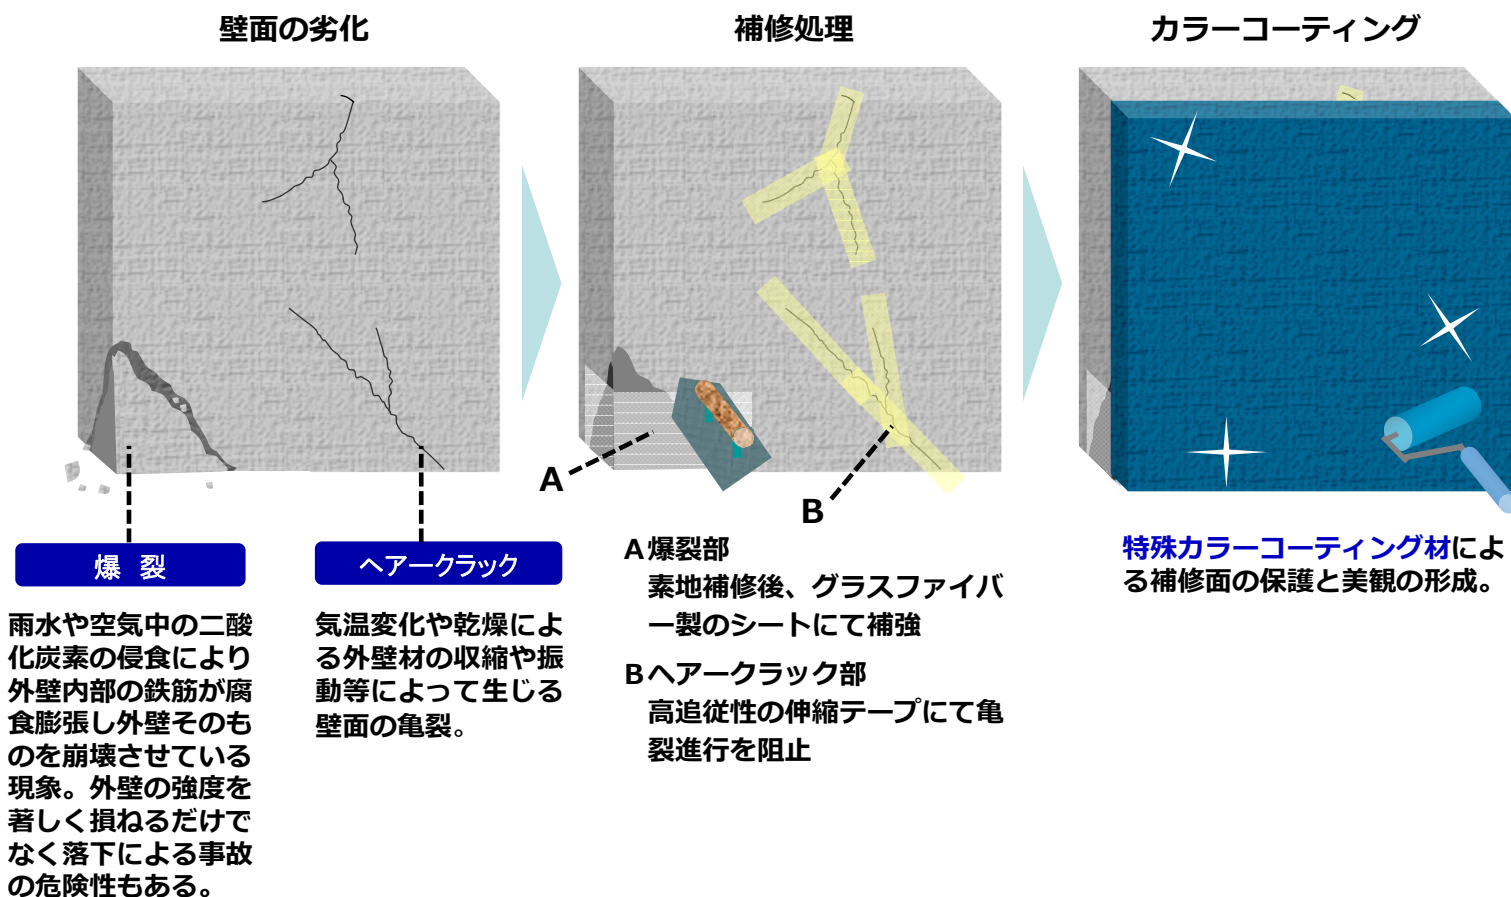 壁面の劣化
補修処理
カラーコーティング
爆 裂
雨水や空気中の二酸
化炭素の侵食により
外壁内部の鉄筋が腐
食膨張し外壁そのも
のを崩壊させている
現象。外壁の強度を
著しく損ねるだけで
なく落下による事故
の危険性もある。
ヘアークラック
気温変化や乾燥によ
る外壁材の収縮や振
動等によって生じる
壁面の亀裂。
A
B
A爆裂部
素地補修後、グラスファイバ
ー製のシートにて補強
Bヘアークラック部
高追従性の伸縮テープにて亀
裂進行を阻止
特殊カラーコーティング材によ
る補修面の保護と美観の形成。